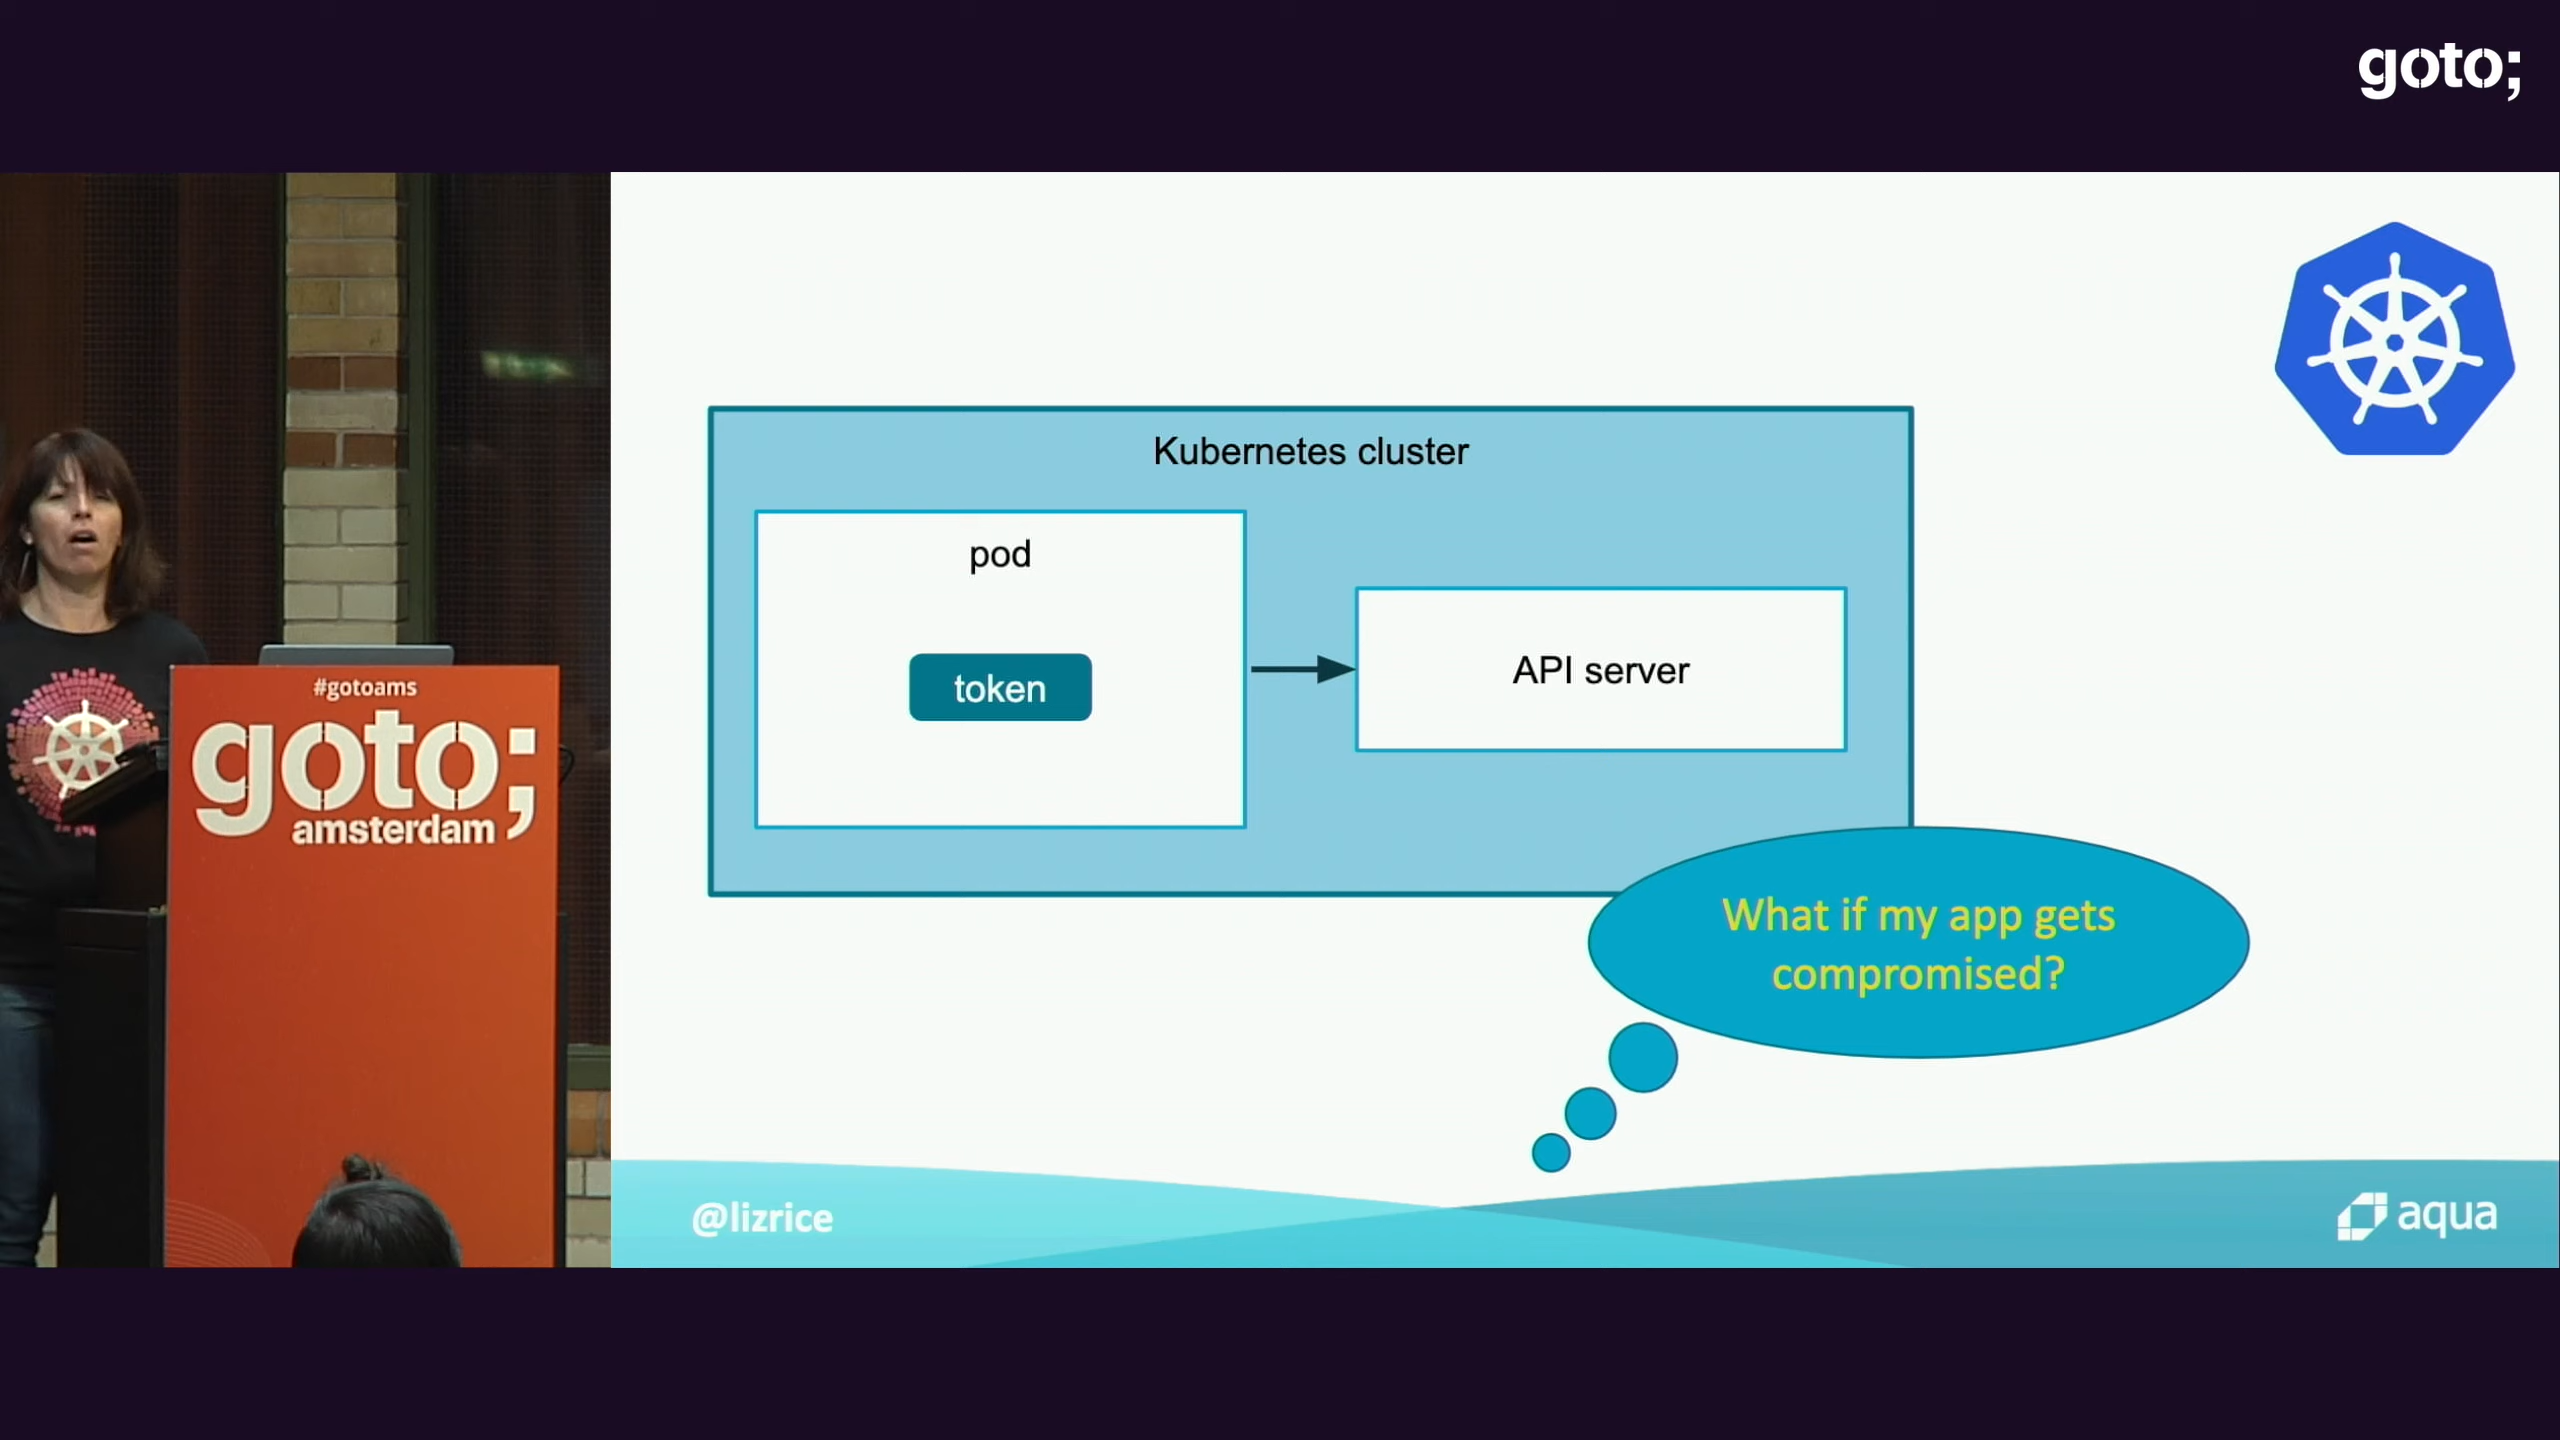 goto;
#gotoams
goto;
amsterdam
Kubernetes cluster
pod
token
API server
What if my app gets
compromised?
@lizrice
aqua